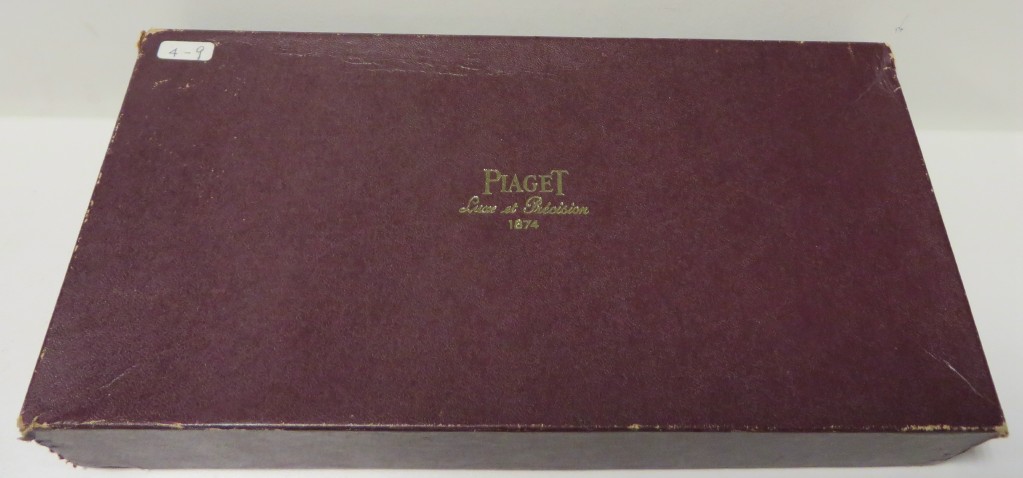 4-9
PIAGET
Luxe et Précision
1874